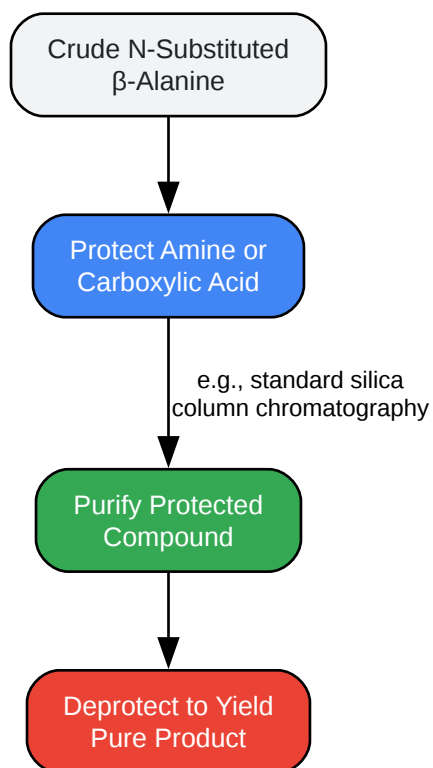 Crude N-Substituted
β-Alanine
Protect Amine or
Carboxylic Acid
e.g., standard silica
column chromatography
Purify Protected
Compound
Deprotect to Yield
Pure Product